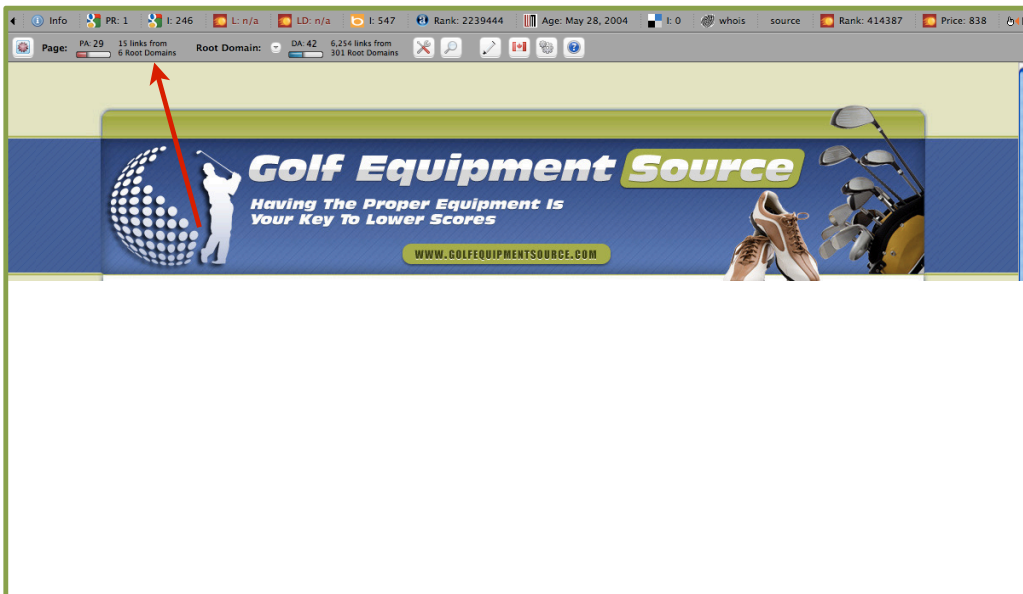 Info PR: 1 I: 246 L: n/a LD: n/a I: 547 Rank: 2239444 Age: May 28, 2004 I: 0 whois source Rank: 414387 Price: 838
Page: PA: 29 15 links from Root Domain: DA: 42 6,254 links from
6 Root Domains 301 Root Domains
Golf Equipment Source
Having The Proper Equipment Is
Your Key To Lower Scores
WWW.GOLFEQUIPMENTSOURCE.COM